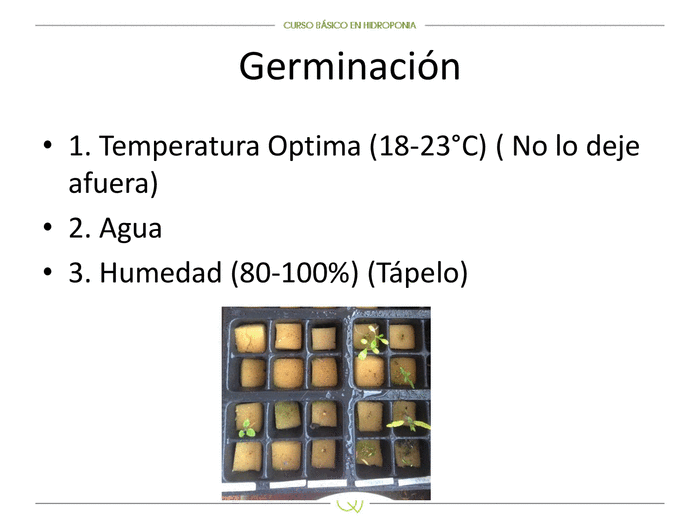 CURSO BÁSICO EN HIDROPONIA
Germinación
• 1. Temperatura Optima (18-23°C) ( No lo deje
afuera)
• 2. Agua
• 3. Humedad (80-100%) (Tápelo)